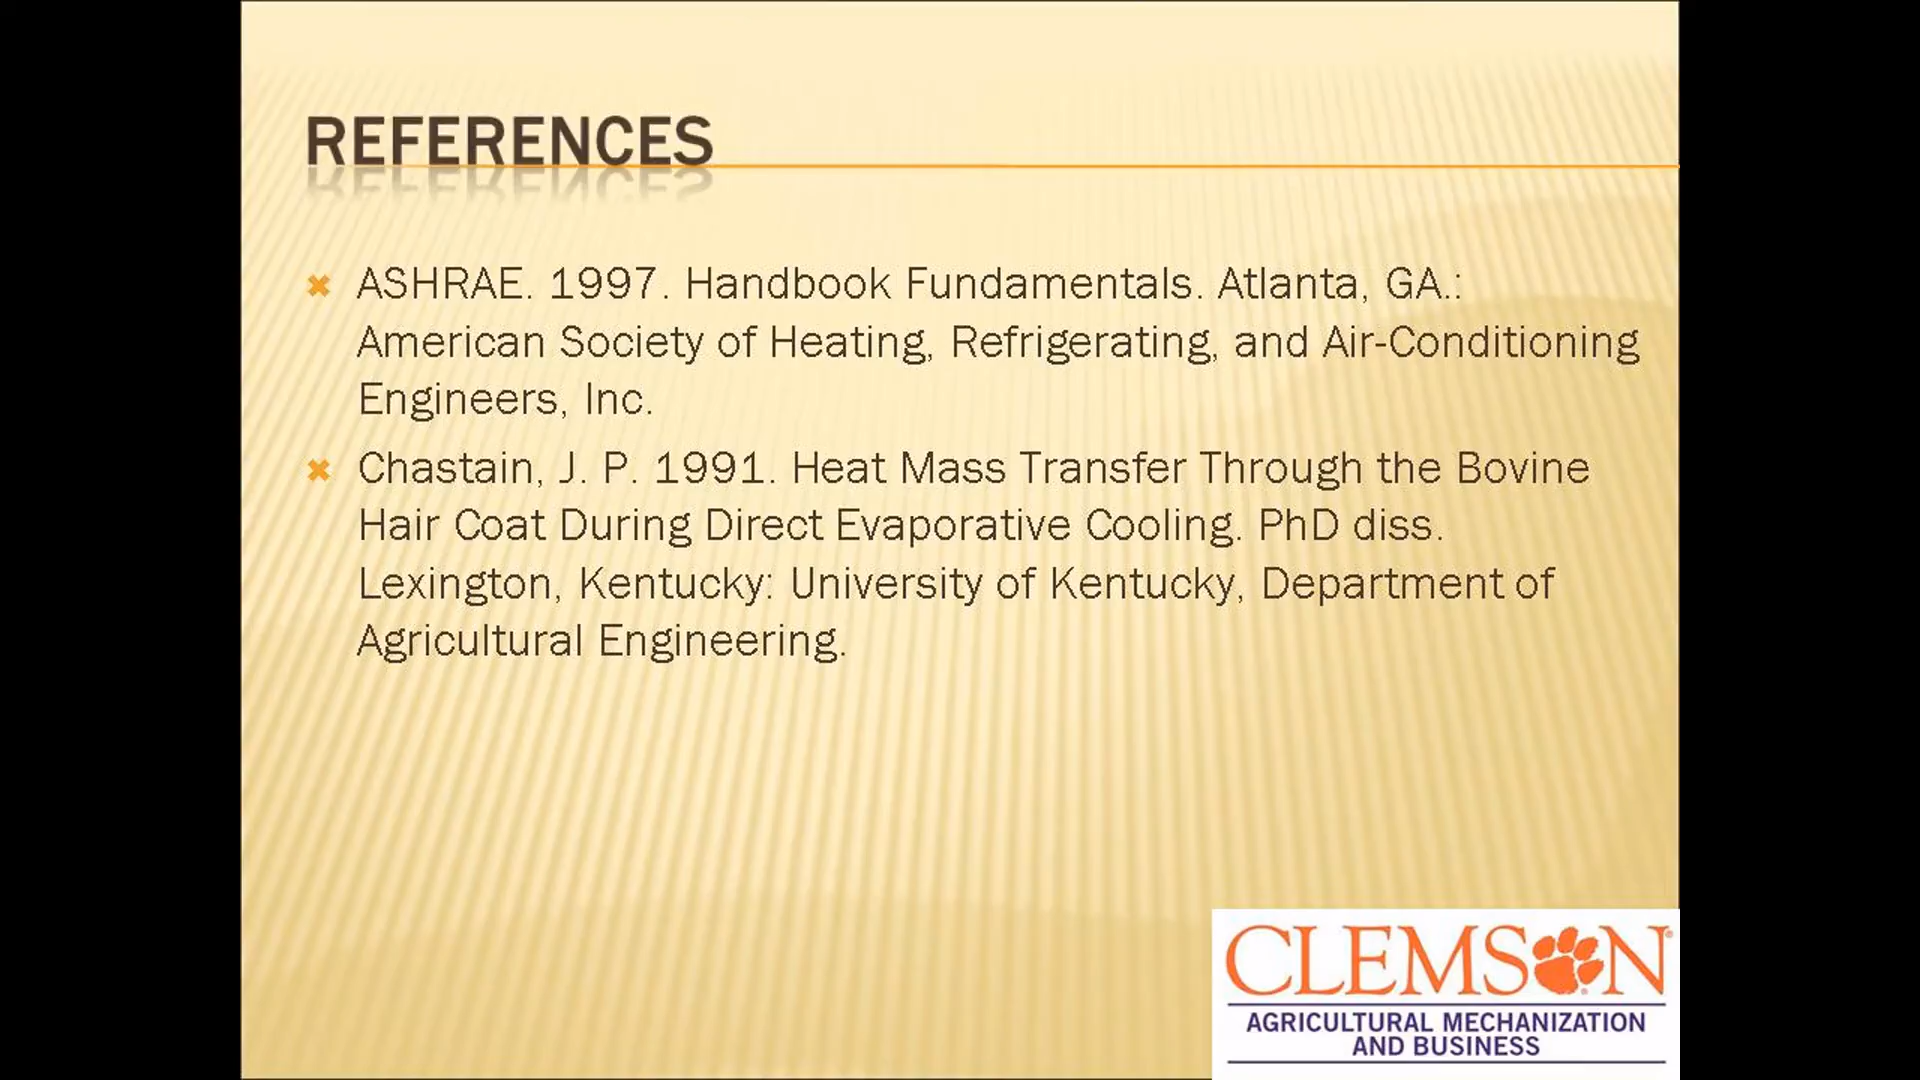 REFERENCES
ASHRAE. 1997. Handbook Fundamentals. Atlanta, GA.:
American Society of Heating, Refrigerating, and Air-Conditioning
Engineers, Inc.
Chastain, J. P. 1991. Heat Mass Transfer Through the Bovine
Hair Coat During Direct Evaporative Cooling. PhD diss.
Lexington, Kentucky: University of Kentucky, Department of
Agricultural Engineering.
CLEMSON®
AGRICULTURAL MECHANIZATION
AND BUSINESS